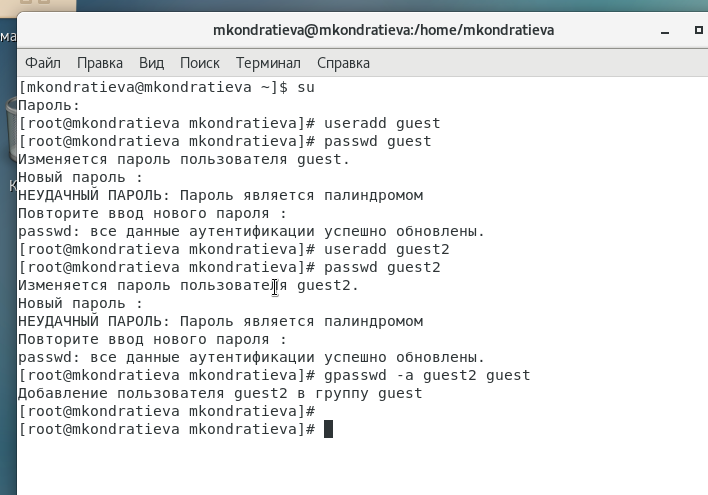 ма
К
mkondratieva@mkondratieva:/home/mkondratieva
Файл Правка Вид Поиск Терминал Справка
[mkondratieva@mkondratieva ~]$ su
Пароль:
[root@mkondratieva mkondratieva]# useradd guest
[root@mkondratieva mkondratieva]# passwd guest
Изменяется пароль пользователя guest.
Новый пароль :
НЕУДАЧНЫЙ ПАРОЛЬ: Пароль является палиндромом
Повторите ввод нового пароля :
passwd: все данные аутентификации успешно обновлены.
[root@mkondratieva mkondratieva]# useradd guest2
[root@mkondratieva mkondratieva]# passwd guest2
Изменяется пароль пользователя guest2.
Новый пароль :
НЕУДАЧНЫЙ ПАРОЛЬ: Пароль является палиндромом
Повторите ввод нового пароля :
passwd: все данные аутентификации успешно обновлены.
[root@mkondratieva mkondratieva]# gpasswd -a guest2 guest
Добавление пользователя guest2 в группу guest
[root@mkondratieva mkondratieva]#
[root@mkondratieva mkondratieva]#